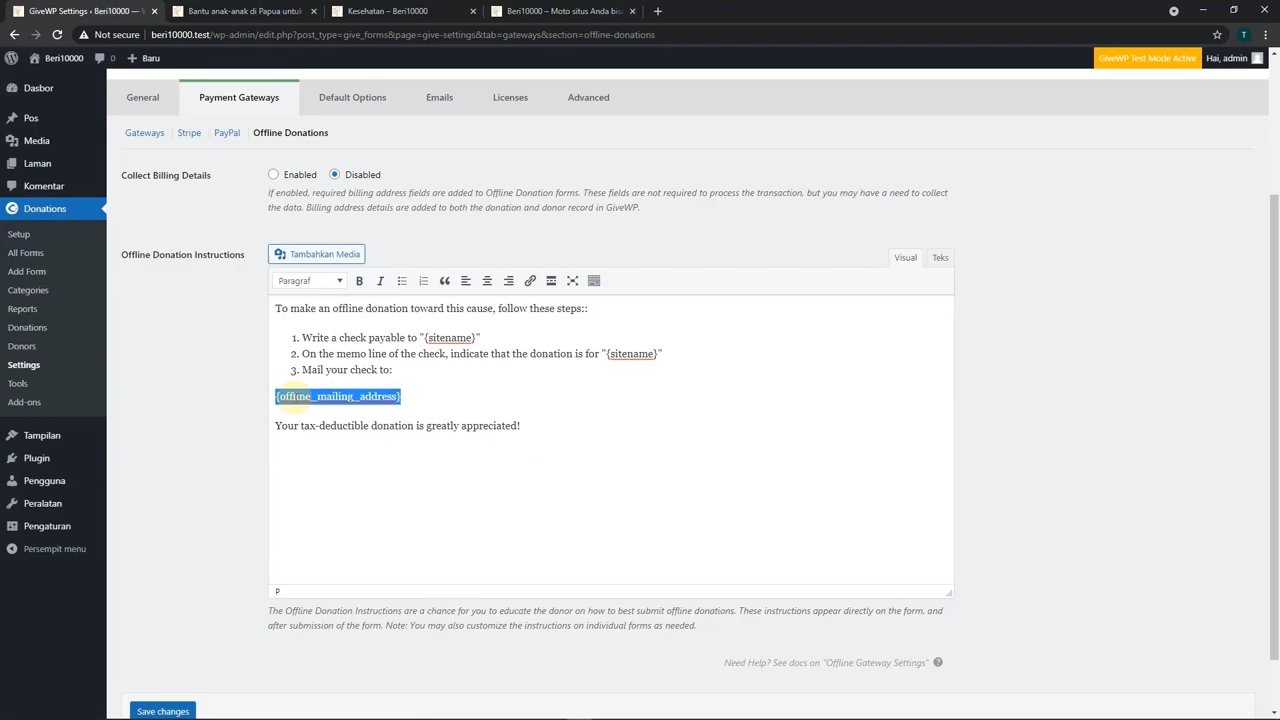 GiveWP Settings ‹ Beri10000 — W
Bantu anak-anak di Papua untuk
Kesehatan – Beri10000
Beri10000 – Moto situs Anda bisa
Not secure
beri10000.test/wp-admin/edit.php?post_type=give_forms&page=give-settings&tab=gateways&section=offline-donations
T
Beri10000
0
Baru
GiveWP Test Mode Active
Hai, admin
Dasbor
Pos
Media
Laman
Komentar
Donations
Setup
All Forms
Add Form
Categories
Reports
Donations
Donors
Settings
Tools
Add-ons
Tampilan
Plugin
Pengguna
Peralatan
Pengaturan
Persempit menu
General
Payment Gateways
Default Options
Emails
Licenses
Advanced
Gateways
Stripe
PayPal
Offline Donations
Collect Billing Details
Enabled
Disabled
If enabled, required billing address fields are added to Offline Donation forms. These fields are not required to process the transaction, but you may have a need to collect
the data. Billing address details are added to both the donation and donor record in GiveWP.
Offline Donation Instructions
Tambahkan Media
Visual
Teks
Paragraf
B
I
To make an offline donation toward this cause, follow these steps::
1. Write a check payable to "{sitename}"
2. On the memo line of the check, indicate that the donation is for "{sitename}"
3. Mail your check to:
{offline_mailing_address}
Your tax-deductible donation is greatly appreciated!
P
The Offline Donation Instructions are a chance for you to educate the donor on how to best submit offline donations. These instructions appear directly on the form, and
after submission of the form. Note: You may also customize the instructions on individual forms as needed.
Need Help? See docs on "Offline Gateway Settings"
Save changes